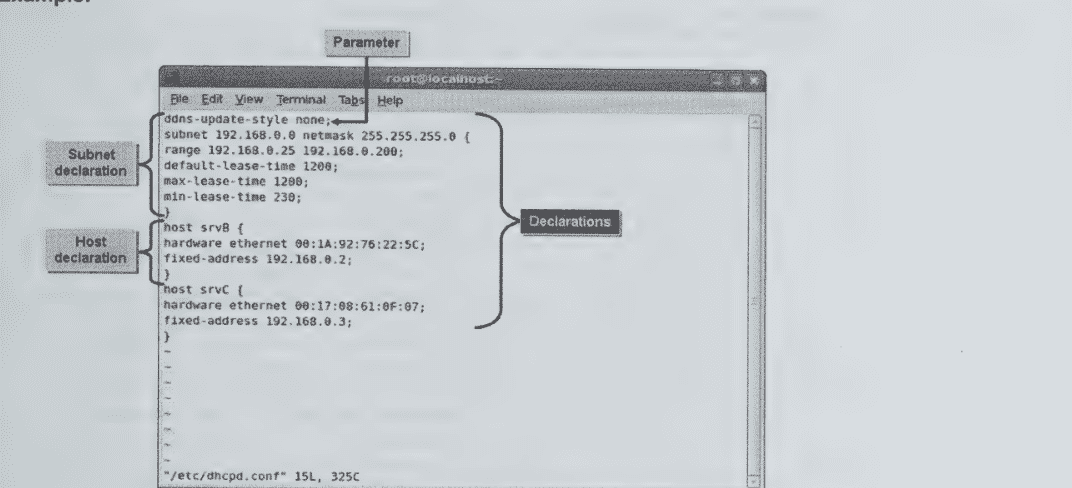 Example:
Parameter
root@localhost:~
File Edit View Terminal Tabs Help
ddns-update-style none;
subnet 192.168.0.0 netmask 255.255.255.0 {
range 192.168.0.25 192.168.0.200;
default-lease-time 1200;
max-lease-time 1200;
min-lease-time 230;
}
host srvB {
hardware ethernet 00:1A:92:76:22:5C;
fixed-address 192.168.0.2;
}
host srvC {
hardware ethernet 00:17:08:61:0F:07;
fixed-address 192.168.0.3;
}
~
~
~
~
~
~
~
~
"/etc/dhcpd.conf" 15L, 325C
Subnet
declaration
Host
declaration
Declarations